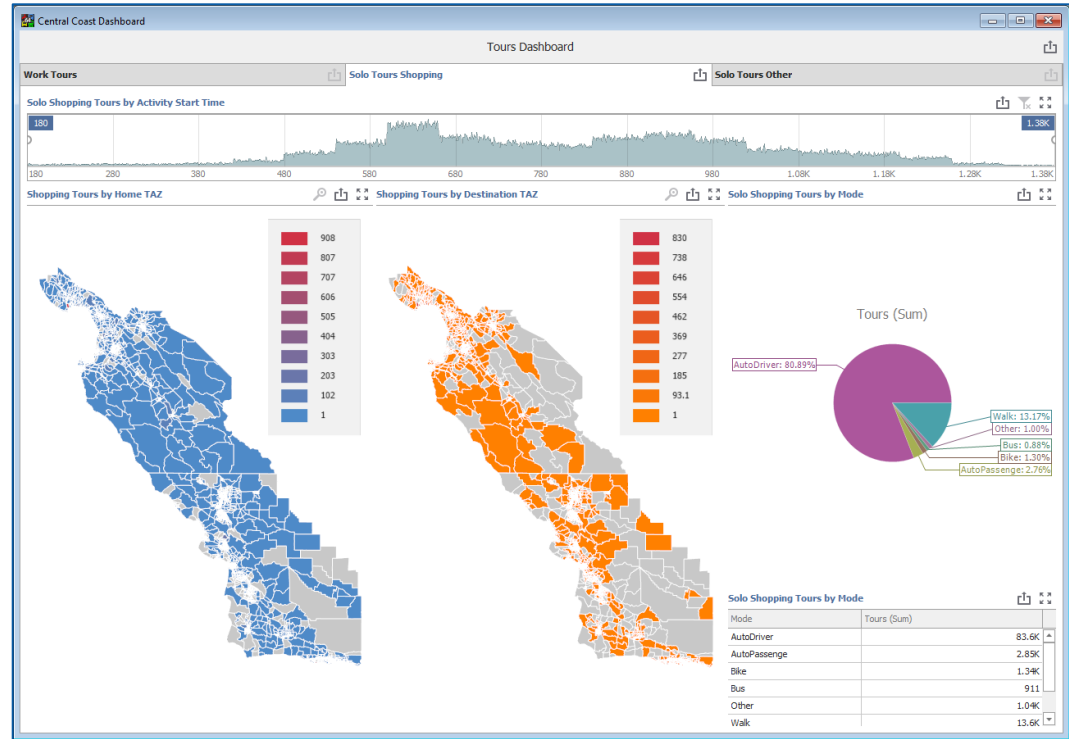 Central Coast Dashboard
Tours Dashboard
Work Tours
Solo Tours Shopping
Solo Tours Other
Solo Shopping Tours by Activity Start Time
180
1.38K
180 280 380 480 580 680 780 880 980 1.08K 1.18K 1.28K 1.38K
Shopping Tours by Home TAZ
908
807
707
606
505
404
303
203
102
1
Shopping Tours by Destination TAZ
830
738
646
554
462
369
277
185
93.1
1
Solo Shopping Tours by Mode
Tours (Sum)
AutoDriver: 80.89%
Walk: 13.17%
Other: 1.00%
Bus: 0.88%
Bike: 1.30%
AutoPassenge: 2.76%
Solo Shopping Tours by Mode
Mode Tours (Sum)
AutoDriver 83.6K
AutoPassenge 2.85K
Bike 1.34K
Bus 911
Other 1.04K
Walk 13.6K